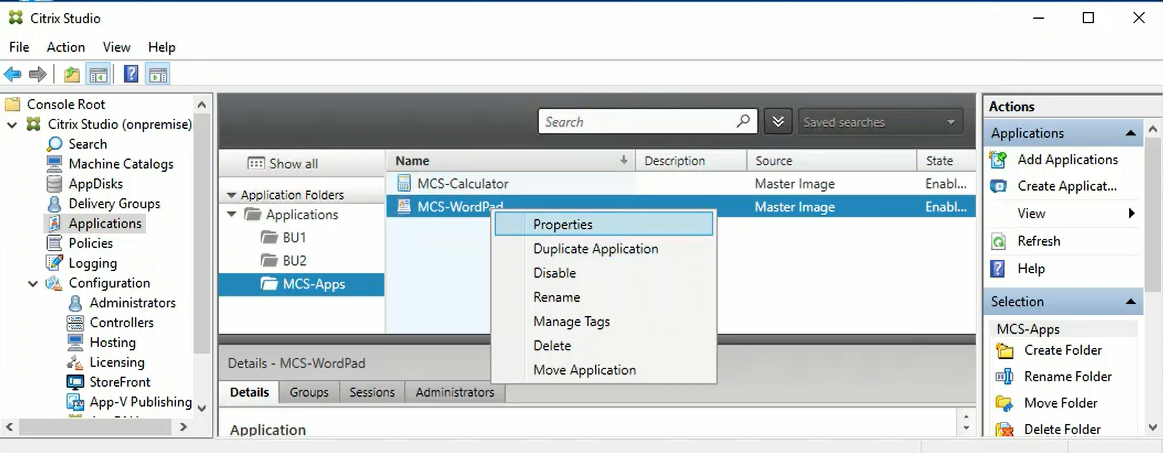 Citrix Studio
File Action View Help
Console Root
Citrix Studio (onpremise)
Search
Machine Catalogs
AppDisks
Delivery Groups
Applications
Policies
Logging
Configuration
Administrators
Controllers
Hosting
Licensing
StoreFront
App-V Publishing
Search
Saved searches
Show all
Application Folders
Applications
BU1
BU2
MCS-Apps
Name Description Source State
MCS-Calculator Master Image Enabl...
MCS-WordPad Master Image Enabl...
Properties
Duplicate Application
Disable
Rename
Manage Tags
Delete
Move Application
Details - MCS-WordPad
Details Groups Sessions Administrators
Application
Actions
Applications
Add Applications
Create Applicat...
View
Refresh
Help
Selection
MCS-Apps
Create Folder
Rename Folder
Move Folder
Delete Folder